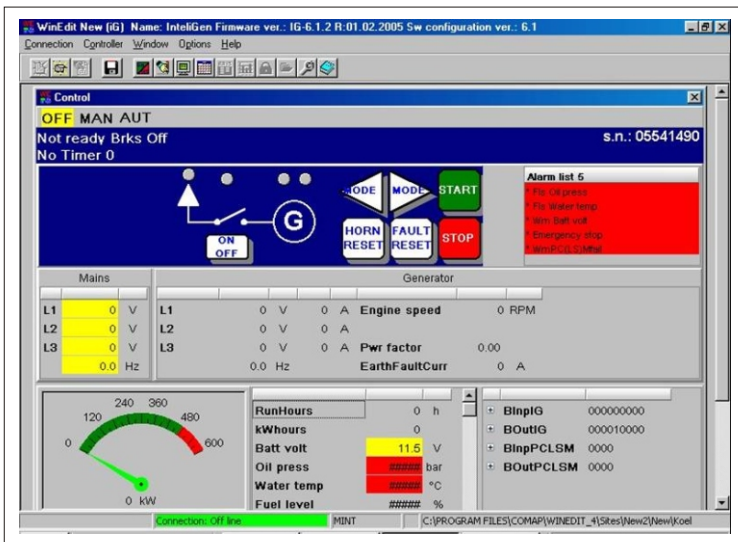 WinEdit New (iG) Name: InteliGen Firmware ver.: IG-6.1.2 R:01.02.2005 Sw configuration ver.: 6.1
Connection Controller Window Options Help
Control
OFF MAN AUT
Not ready Brks Off
s.n.: 05541490
No Timer 0
MODE MODE START
G
ON
OFF
HORN
RESET
FAULT
RESET
STOP
Alarm list 5
* Fls Oil press
* Fls Water temp
* Wrn Batt volt
* Emergency stop
Mains Generator
L1 0 V L1 0 V 0 A Engine speed 0 RPM
L2 0 V L2 0 V 0 A
L3 0 V L3 0 V 0 A Pwr factor 0.00
0.0 Hz 0.0 Hz EarthFaultCurr 0 A
0 120 240 360 480 600
0 kW
RunHours 0 h
kWhours 0
Batt volt 11.5 V
Oil press ##### bar
Water temp ##### °C
Fuel level ##### %
BInpIG 000000000
BOutIG 000010000
BInpPCLSM 0000
BOutPCLSM 0000
Connection: Off line MINT C:\PROGRAM FILES\COMAP\WINEDIT_4\Sites\New2\New\Koel